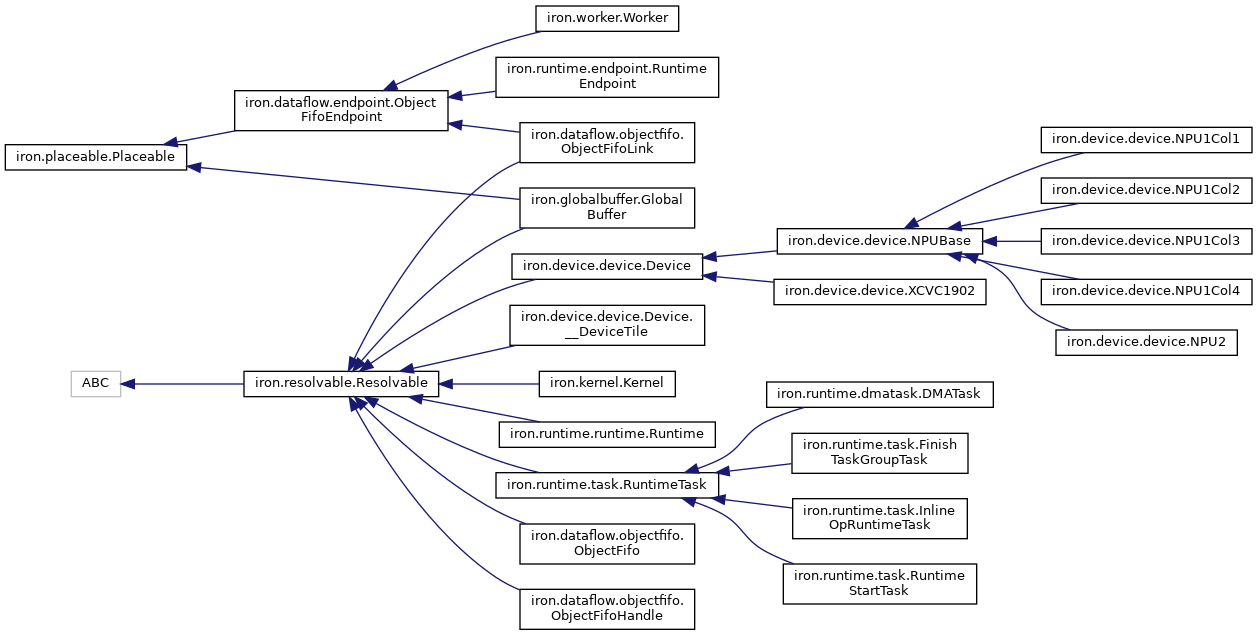 iron.worker.Worker
iron.runtime.endpoint.Runtime
Endpoint
iron.dataflow.endpoint.Object
FifoEndpoint
iron.dataflow.objectfifo.
ObjectFifoLink
iron.placeable.Placeable
iron.globalbuffer.Global
Buffer
iron.device.device.NPU1Col1
iron.device.device.NPU1Col2
iron.device.device.NPUBase
iron.device.device.NPU1Col3
iron.device.device.Device
iron.device.device.XCVC1902
iron.device.device.NPU1Col4
iron.device.device.Device.
__DeviceTile
iron.device.device.NPU2
ABC
iron.resolvable.Resolvable
iron.kernel.Kernel
iron.runtime.dmatask.DMATask
iron.runtime.runtime.Runtime
iron.runtime.task.Finish
TaskGroupTask
iron.runtime.task.RuntimeTask
iron.runtime.task.Inline
OpRuntimeTask
iron.dataflow.objectfifo.
ObjectFifo
iron.runtime.task.Runtime
StartTask
iron.dataflow.objectfifo.
ObjectFifoHandle